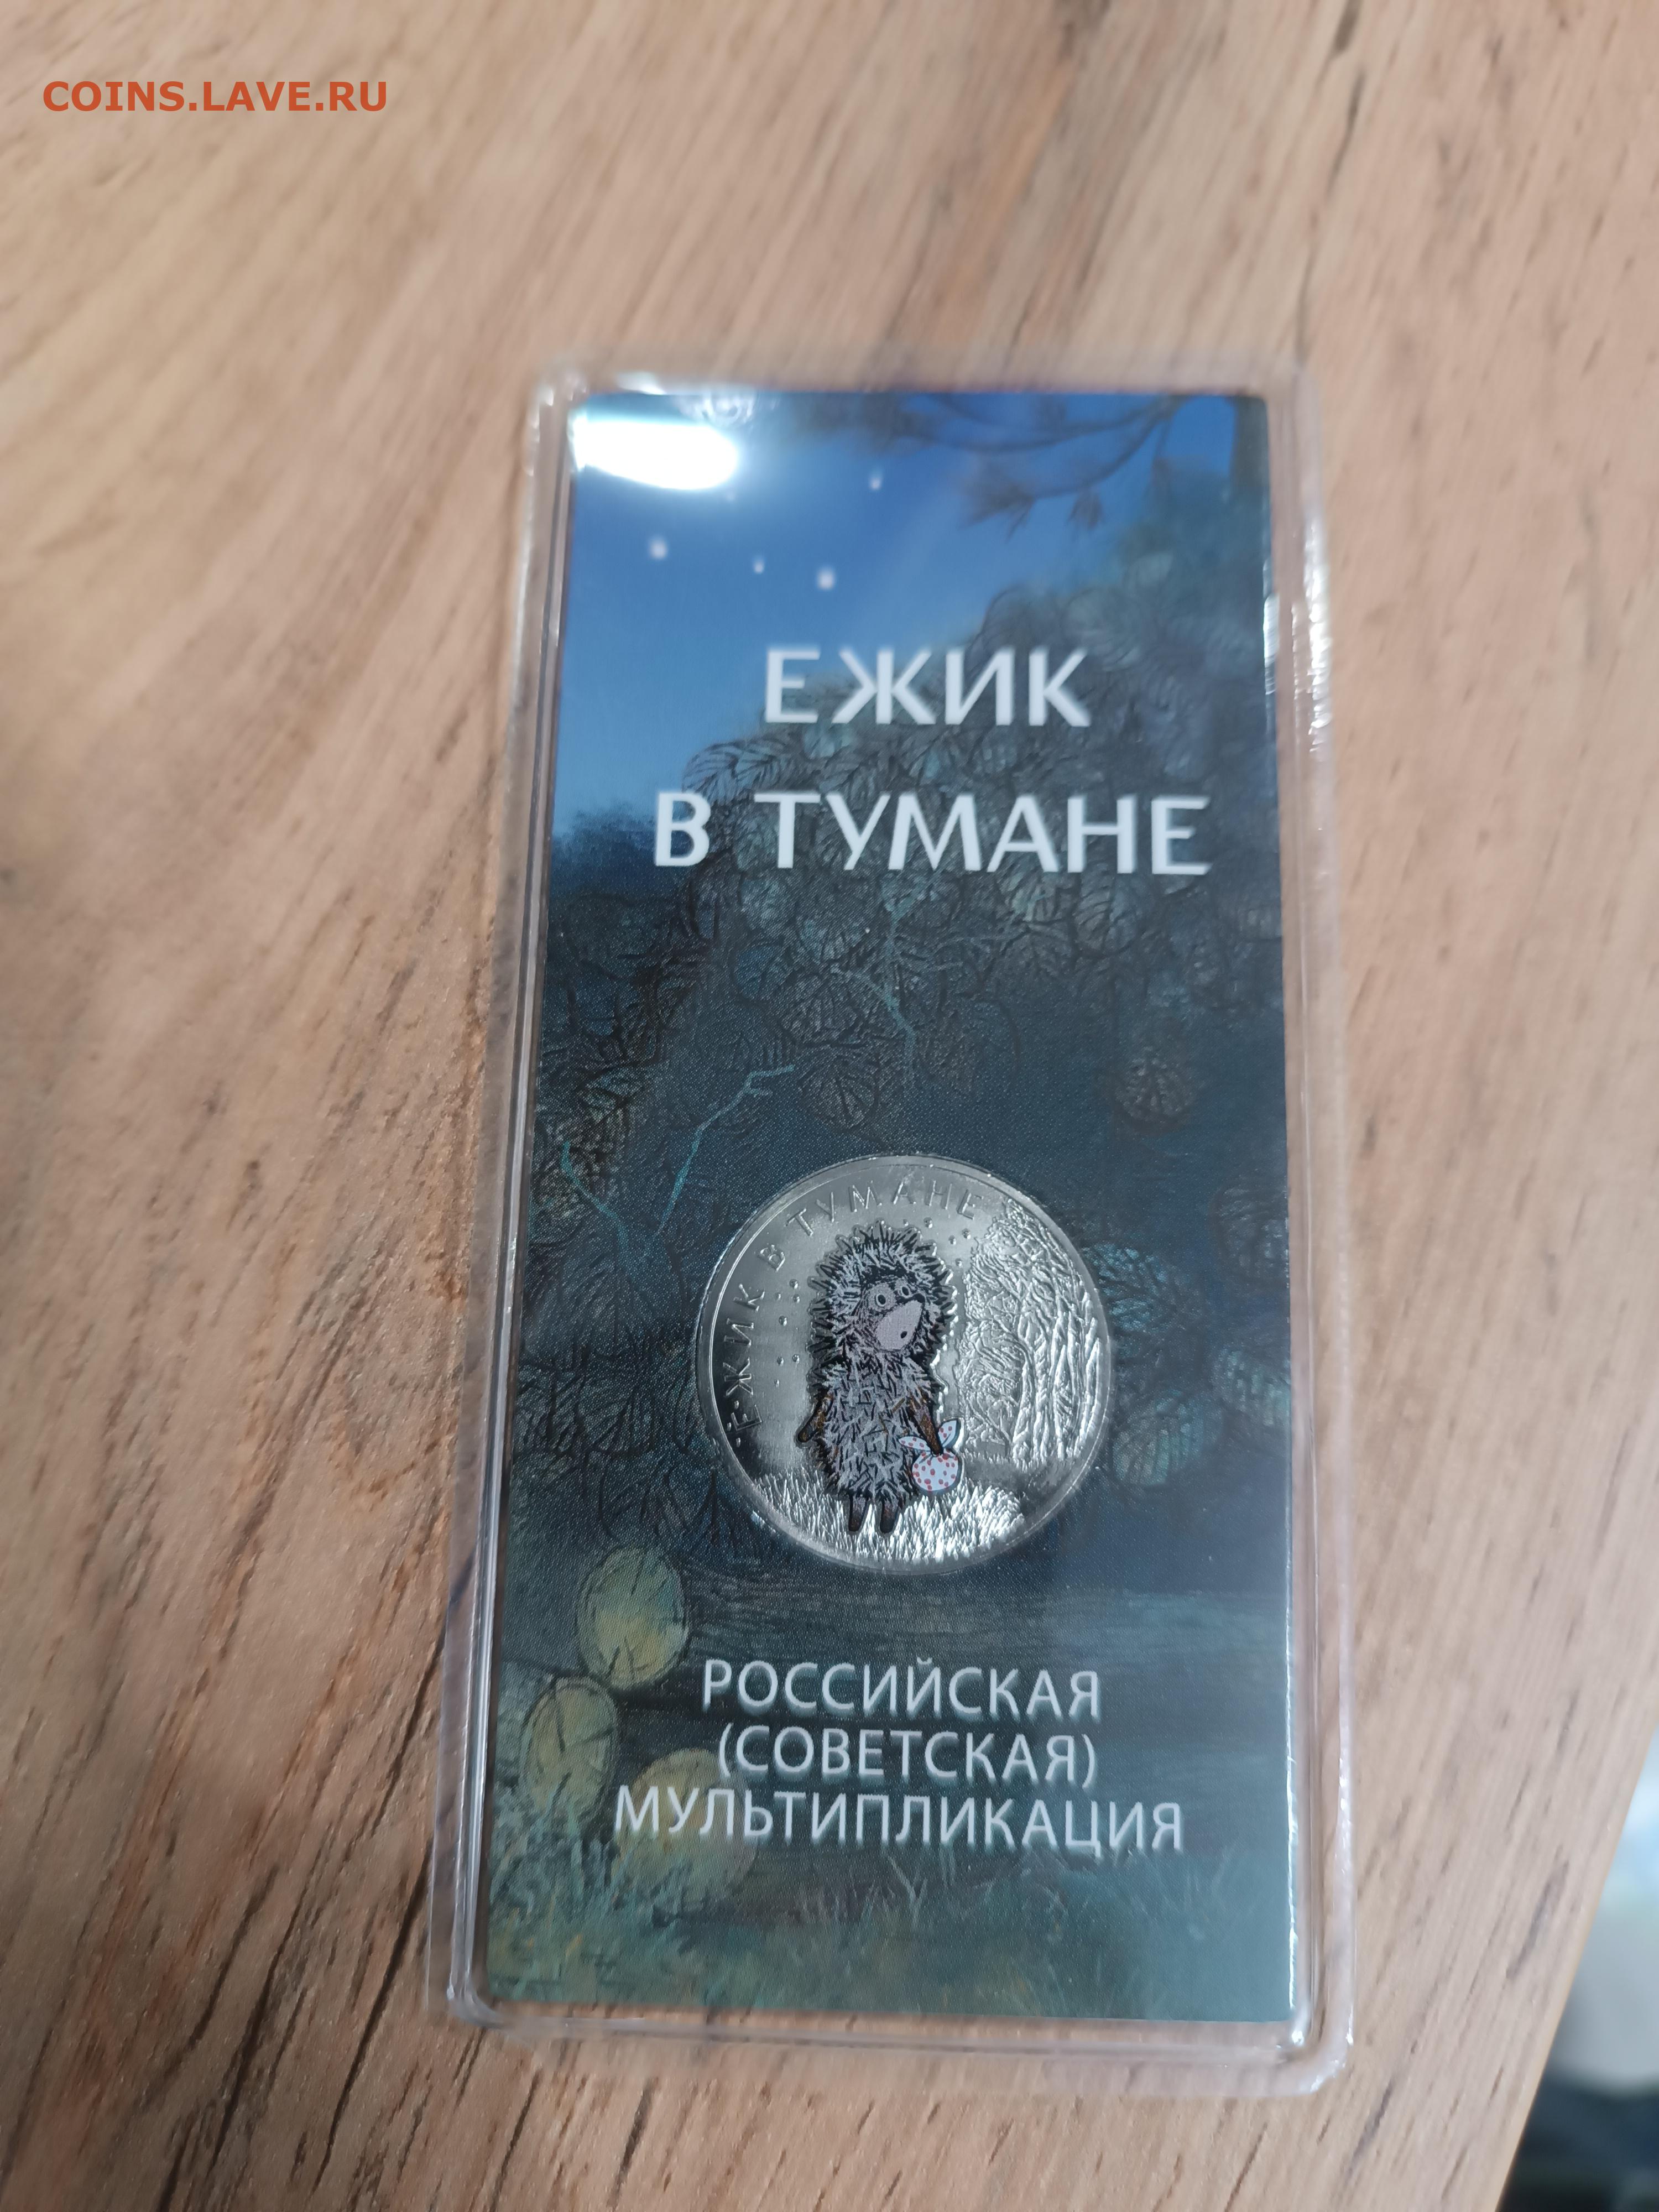 COINS.LAVE.RU
ЕЖИК
В ТУМАНЕ
ЕЖИК В ТУМАНЕ
РОССИЙСКАЯ
(СОВЕТСКАЯ)
МУЛЬТИПЛИКАЦИЯ